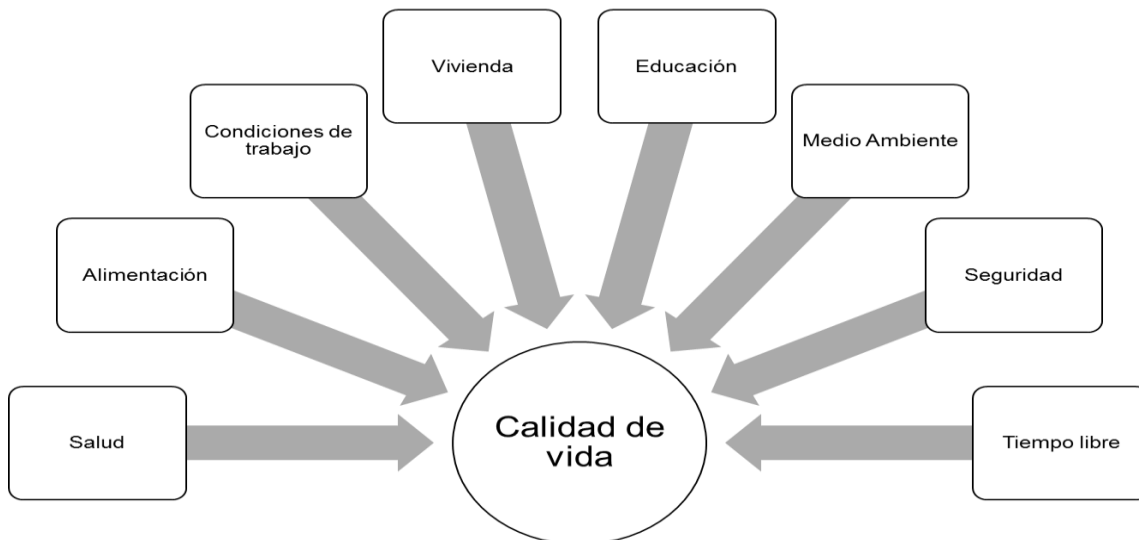 Vivienda
Educación
Condiciones de
trabajo
Medio Ambiente
Alimentación
Seguridad
Salud
Calidad de
vida
Tiempo libre